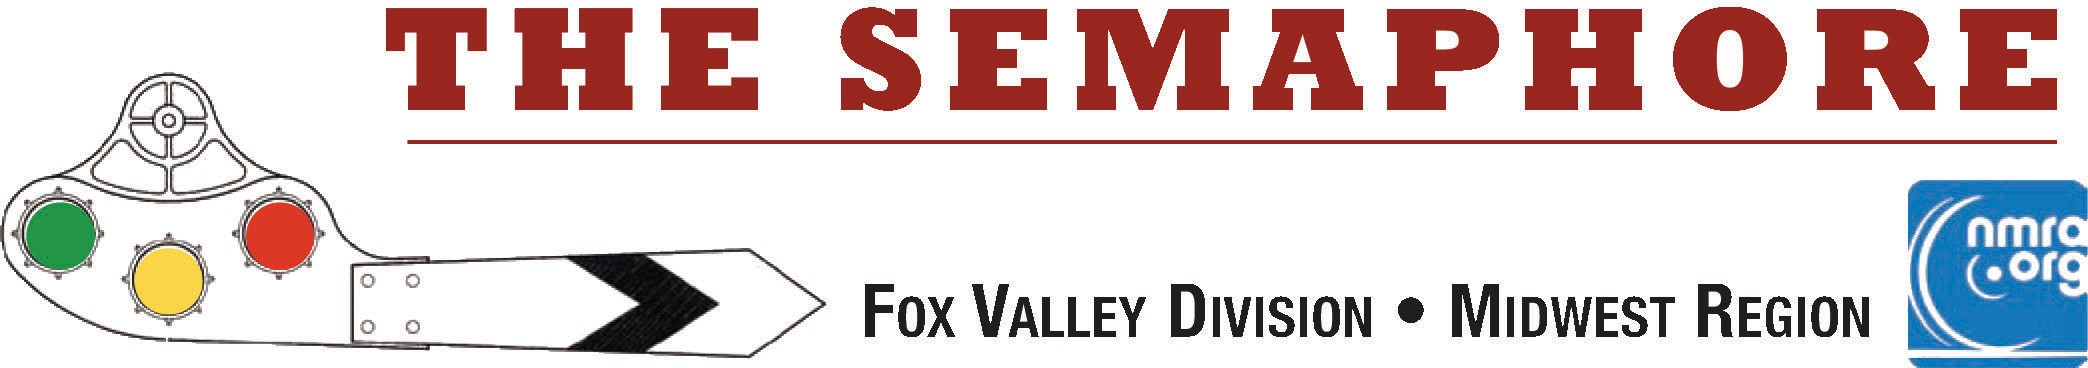 THE SEMAPHORE
FOX VALLEY DIVISION • MIDWEST REGION
nmra
.org